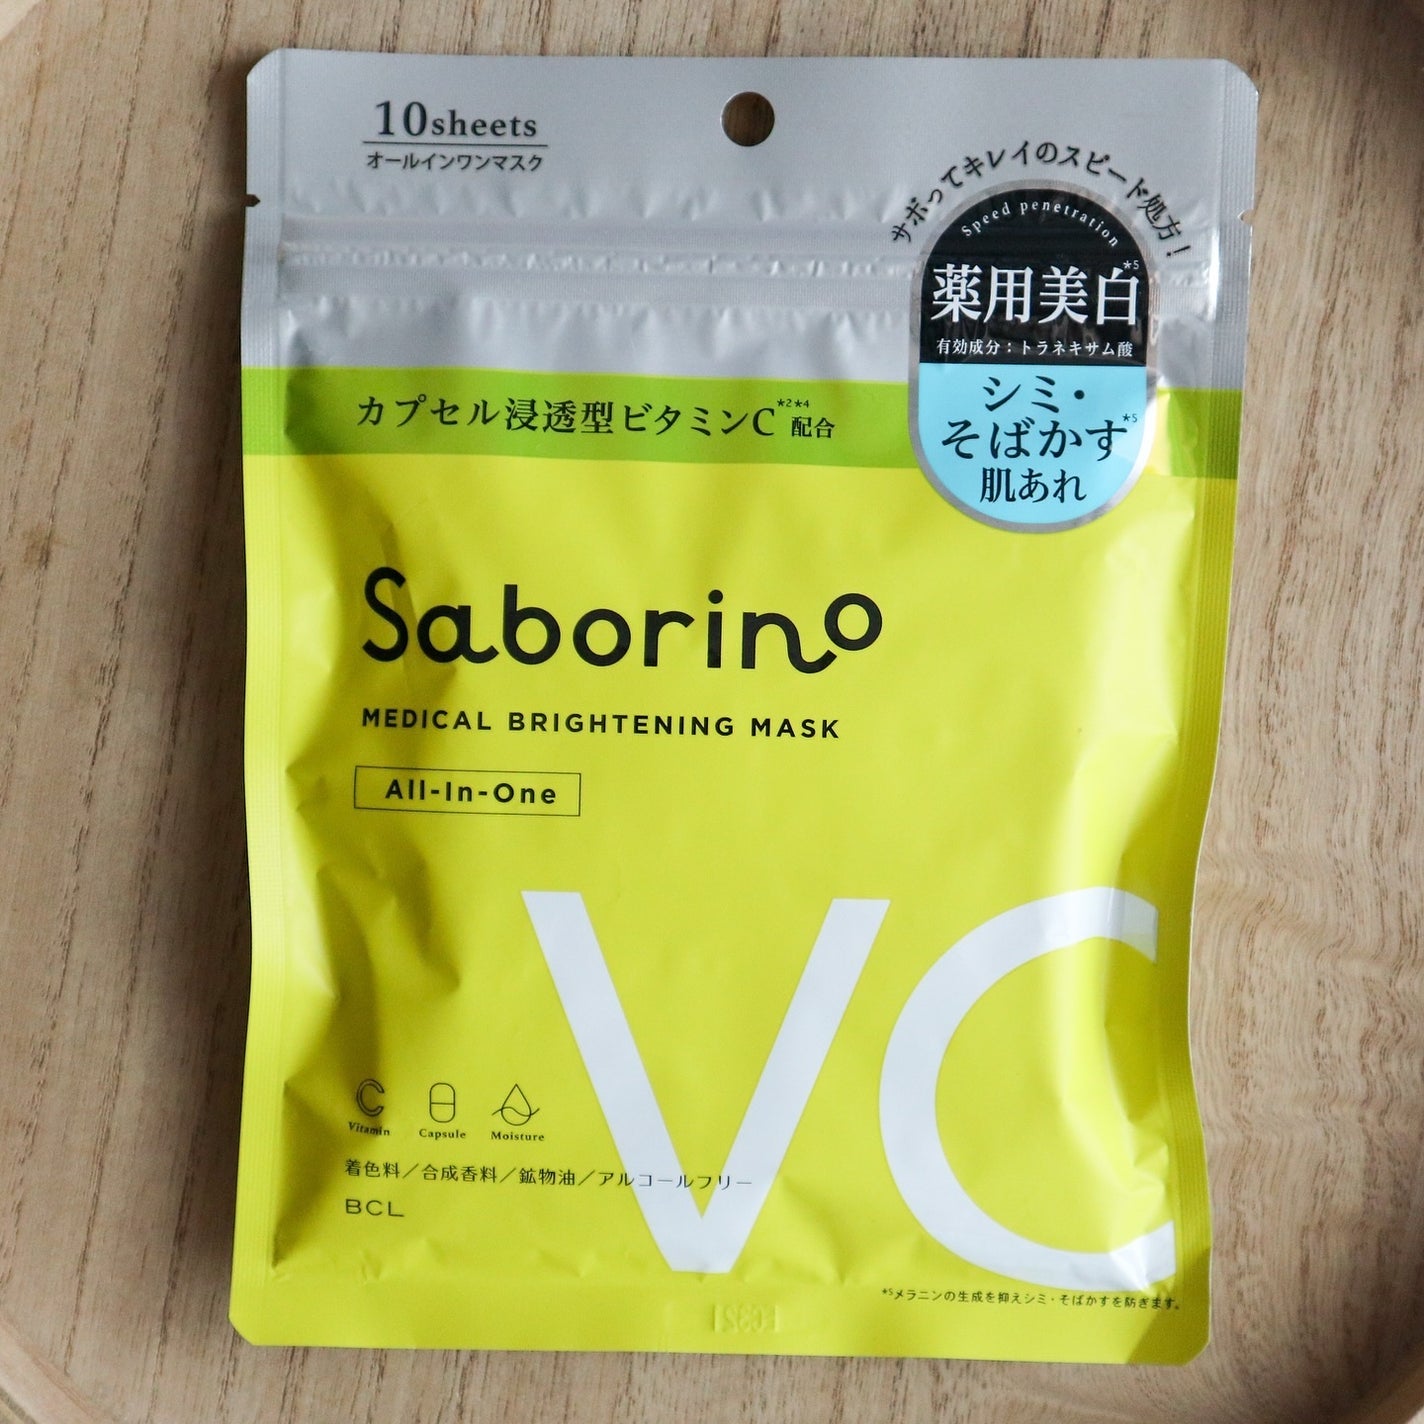 10sheets
オールインワンマスク
サボってキレイのスピード処方！
Speed penetration
薬用美白*5
有効成分：トラネキサム酸
シミ・
そばかす*5
肌あれ
カプセル浸透型ビタミンC*2*4配合
Saborino
MEDICAL BRIGHTENING MASK
All-In-One
VC
C
Vitamin Capsule Moisture
着色料／合成香料／鉱物油／アルコールフリー
BCL
*5メラニンの生成を抑えシミ・そばかすを防ぎます。